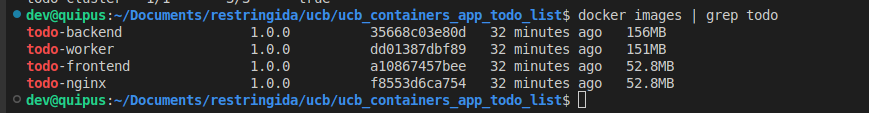 dev@quipus:~/Documents/restringida/ucb/ucb_containers_app_todo_list$ docker images | grep todo
todo-backend 1.0.0 35668c03e80d 32 minutes ago 156MB
todo-worker 1.0.0 dd01387dbf89 32 minutes ago 151MB
todo-frontend 1.0.0 a10867457bee 32 minutes ago 52.8MB
todo-nginx 1.0.0 f8553d6ca754 32 minutes ago 52.8MB
dev@quipus:~/Documents/restringida/ucb/ucb_containers_app_todo_list$